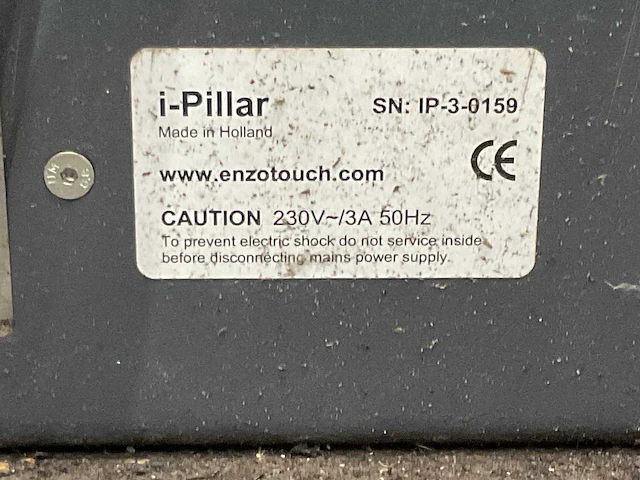 i-Pillar
SN: IP-3-0159
Made in Holland
CE
www.enzotouch.com
CAUTION 230V~/3A 50Hz
To prevent electric shock do not service inside
before disconnecting mains power supply.